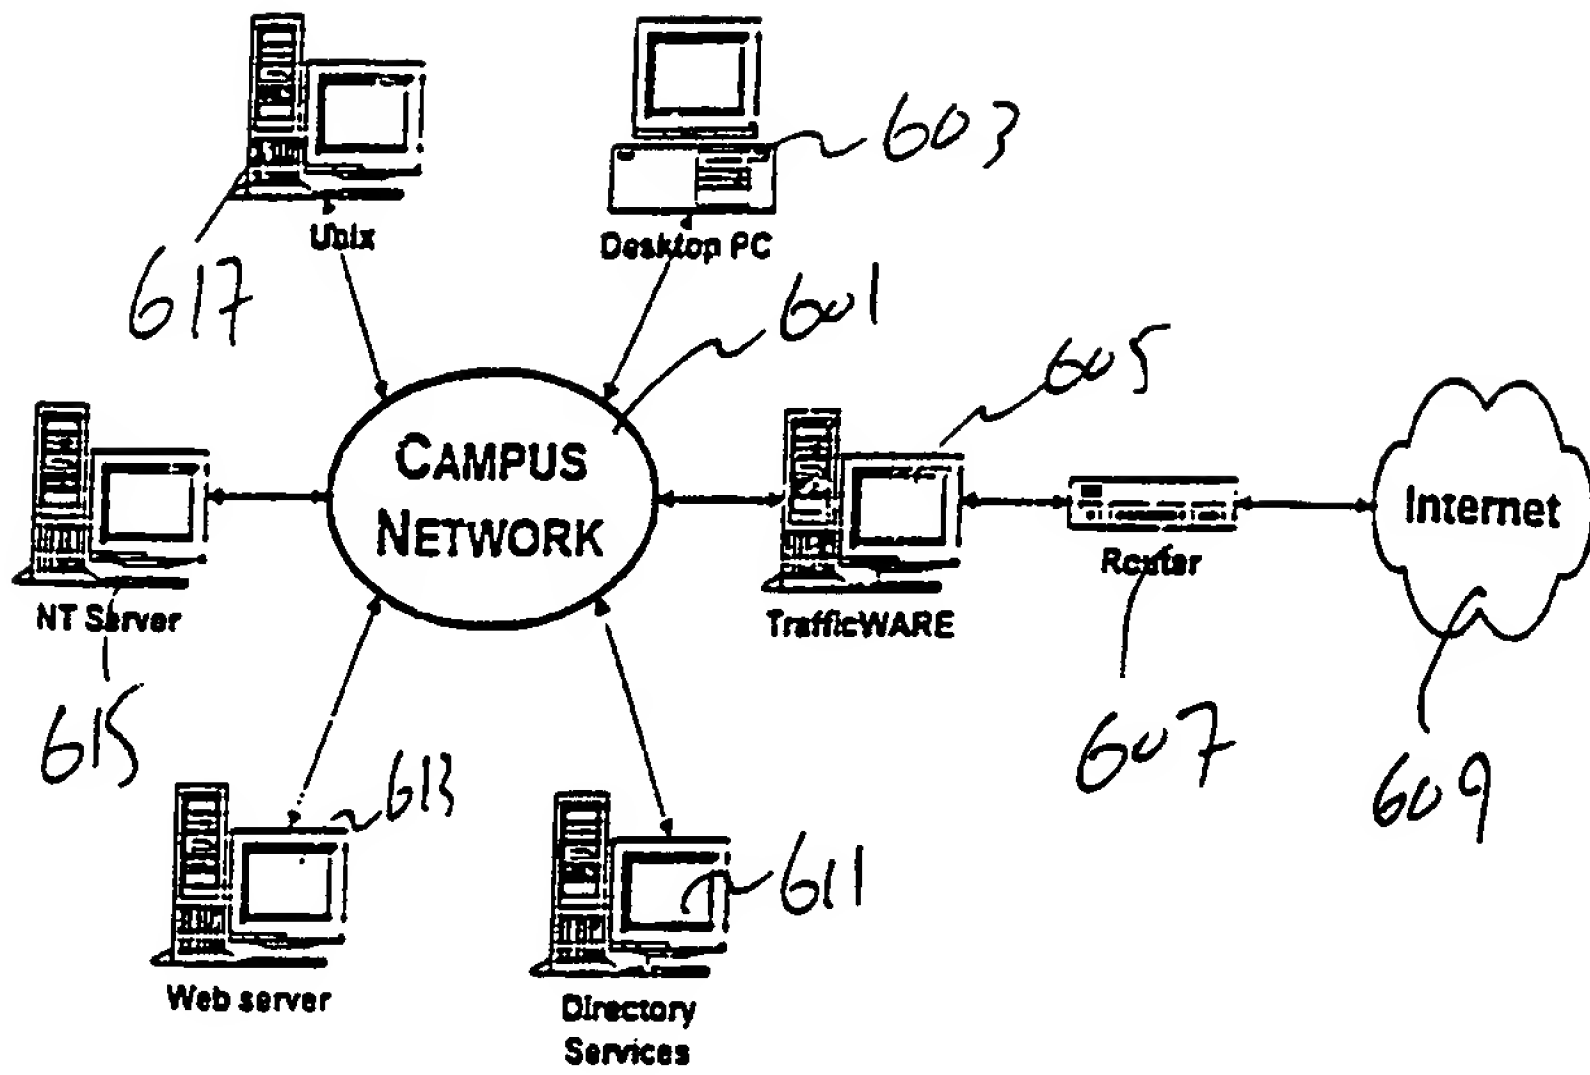 603
Unix
Desktop PC
617
601
605
CAMPUS
NETWORK
Internet
Router
NT Server
TrafficWARE
615
607
609
613
611
Web server
Directory
Services